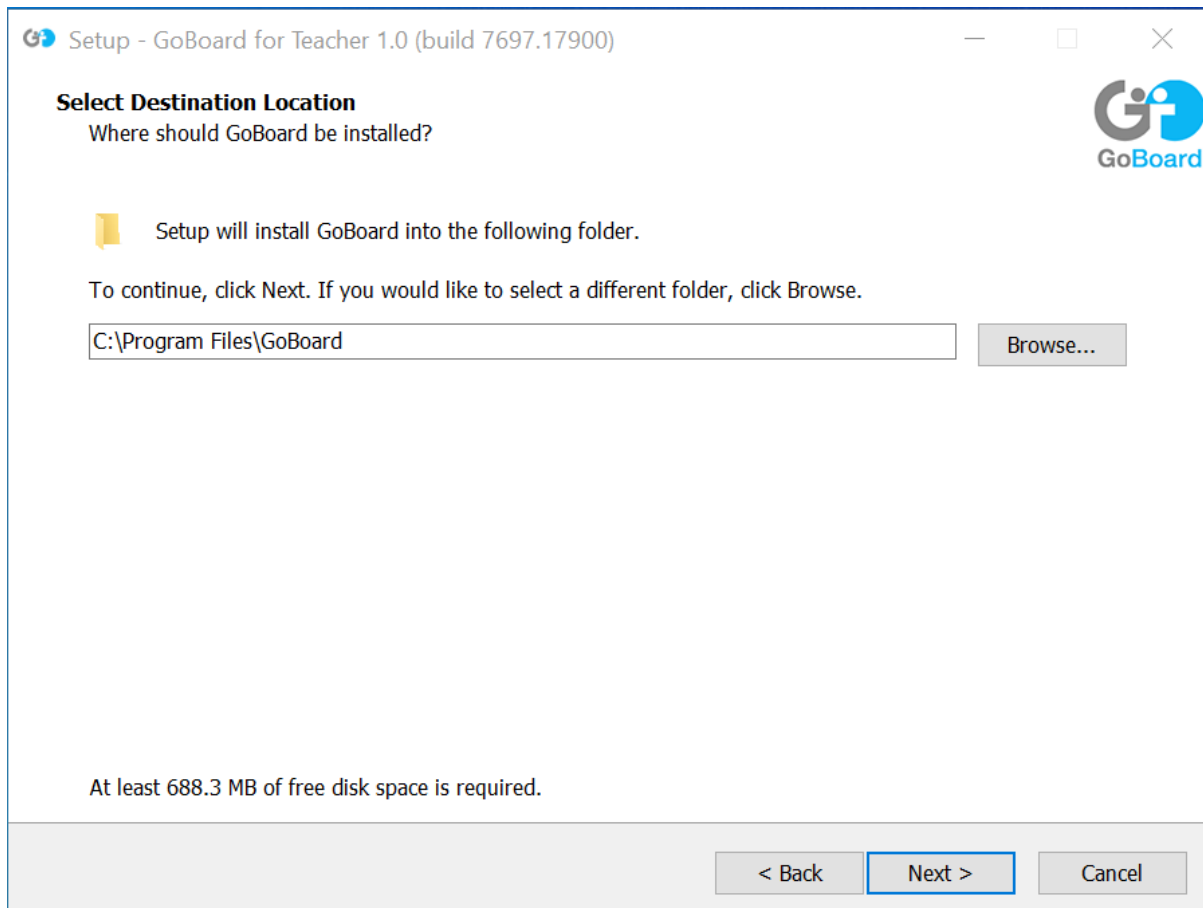 Setup - GoBoard for Teacher 1.0 (build 7697.17900)
Select Destination Location
Where should GoBoard be installed?
GoBoard
Setup will install GoBoard into the following folder.
To continue, click Next. If you would like to select a different folder, click Browse.
C:\Program Files\GoBoard
Browse...
At least 688.3 MB of free disk space is required.
< Back
Next >
Cancel